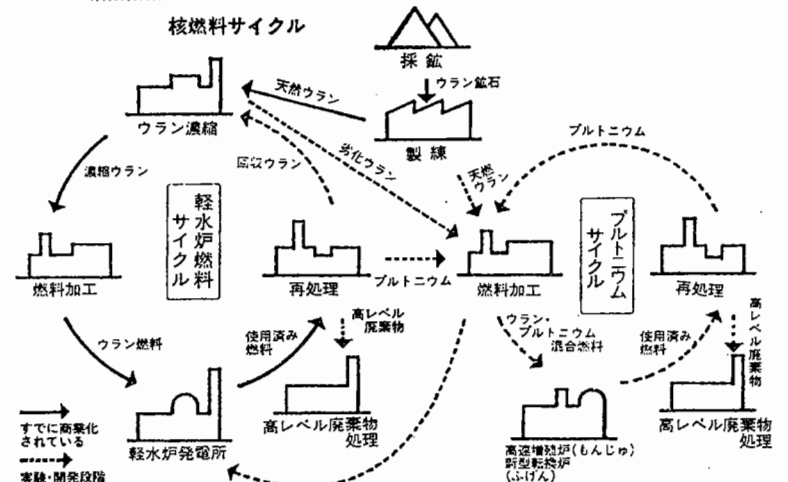 核燃料サイクル
採鉱
ウラン鉱石
天然ウラン
製練
ウラン濃縮
プルトニウム
回収ウラン
劣化ウラン
濃縮ウラン
天燃
ウラン
軽水炉燃料
サイクル
プルトニウム
サイクル
燃料加工
再処理
プルトニウム
燃料加工
再処理
高レベル
廃棄物
ウラン・
プルトニウム
混合燃料
使用済み
燃料
高レベル廃棄物
ウラン燃料
使用済み
燃料
すでに商業化
されている
実験・開発段階
軽水炉発電所
高レベル廃棄物
処理
高速増殖炉(もんじゅ)
新型転換炉
(ふげん)
高レベル廃棄物
処理